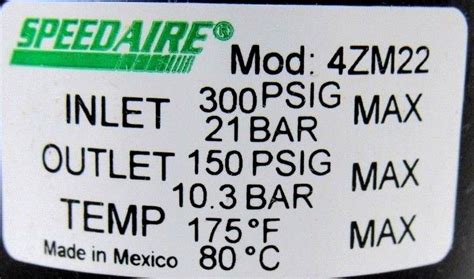 SPEEDAIRE®
Mod: 4ZM22
INLET 300 PSIG MAX
21 BAR
OUTLET 150 PSIG MAX
10.3 BAR
TEMP 175°F MAX
Made in Mexico 80°C